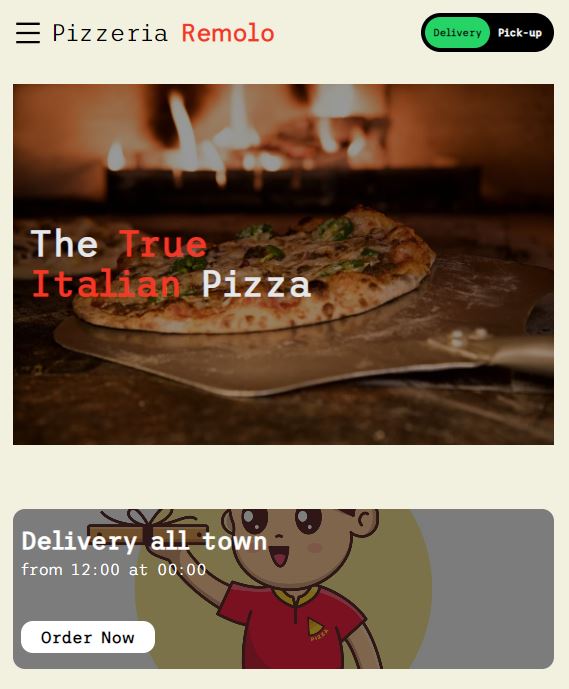 Pizzeria Remolo
Delivery Pick-up
The True
Italian Pizza
Delivery all town
from 12:00 at 00:00
PIZZA
Order Now